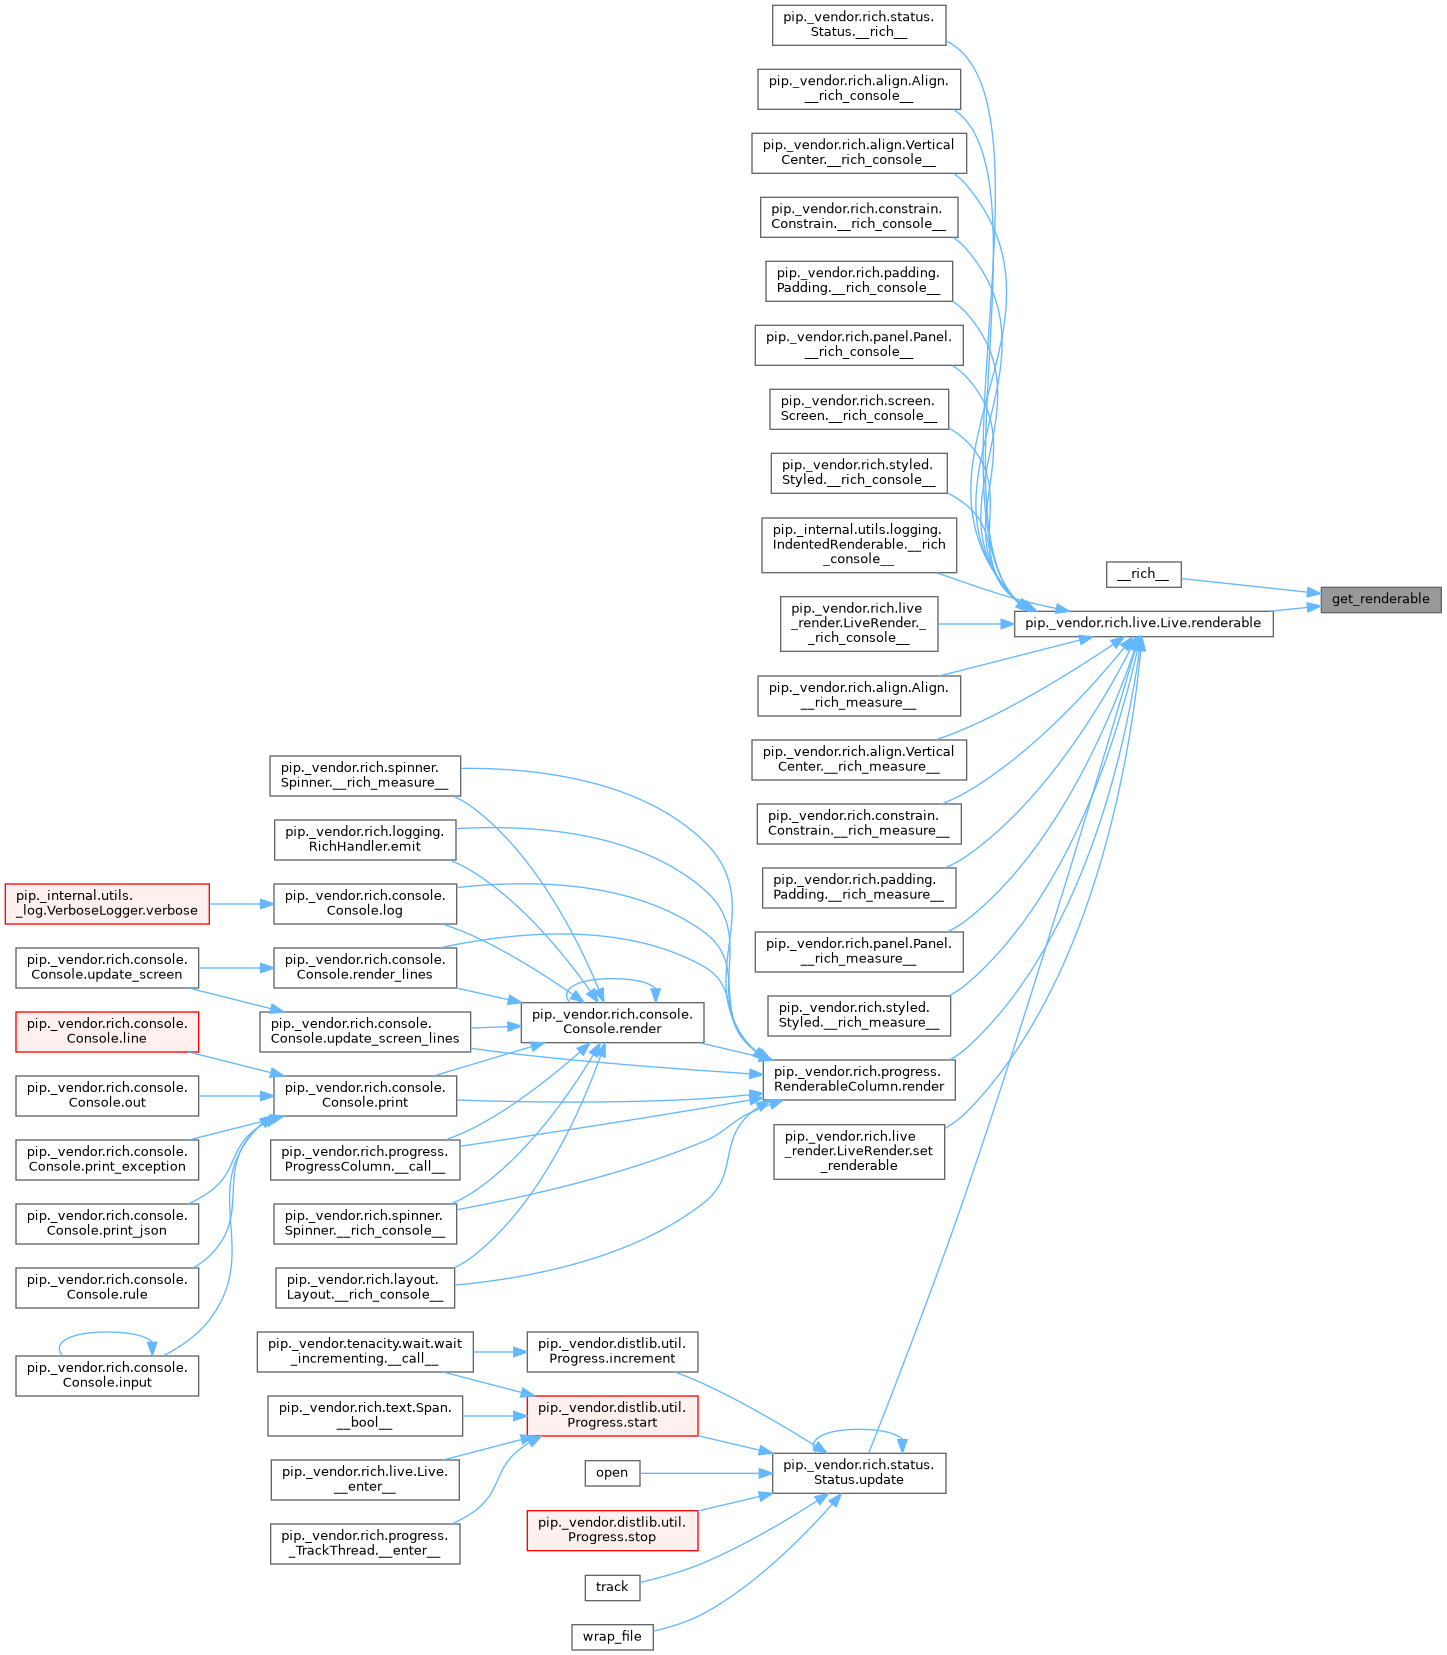 pip._vendor.rich.status.
Status.__rich__
pip._vendor.rich.align.Align.
__rich_console__
pip._vendor.rich.align.Vertical
Center.__rich_console__
pip._vendor.rich.constrain.
Constrain.__rich_console__
pip._vendor.rich.padding.
Padding.__rich_console__
pip._vendor.rich.panel.Panel.
__rich_console__
pip._vendor.rich.screen.
Screen.__rich_console__
pip._vendor.rich.styled.
Styled.__rich_console__
pip._internal.utils.logging.
IndentedRenderable.__rich
_console__
__rich__
get_renderable
pip._vendor.rich.live
_render.LiveRender._
_rich_console__
pip._vendor.rich.live.Live.renderable
pip._vendor.rich.align.Align.
__rich_measure__
pip._vendor.rich.align.Vertical
Center.__rich_measure__
pip._vendor.rich.spinner.
Spinner.__rich_measure__
pip._vendor.rich.constrain.
Constrain.__rich_measure__
pip._vendor.rich.logging.
RichHandler.emit
pip._vendor.rich.padding.
Padding.__rich_measure__
pip._internal.utils.
_log.VerboseLogger.verbose
pip._vendor.rich.console.
Console.log
pip._vendor.rich.panel.Panel.
__rich_measure__
pip._vendor.rich.console.
Console.update_screen
pip._vendor.rich.console.
Console.render_lines
pip._vendor.rich.styled.
Styled.__rich_measure__
pip._vendor.rich.console.
Console.render
pip._vendor.rich.console.
Console.line
pip._vendor.rich.console.
Console.update_screen_lines
pip._vendor.rich.progress.
RenderableColumn.render
pip._vendor.rich.console.
Console.out
pip._vendor.rich.console.
Console.print
pip._vendor.rich.live
_render.LiveRender.set
_renderable
pip._vendor.rich.console.
Console.print_exception
pip._vendor.rich.progress.
ProgressColumn.__call__
pip._vendor.rich.console.
Console.print_json
pip._vendor.rich.spinner.
Spinner.__rich_console__
pip._vendor.rich.console.
Console.rule
pip._vendor.rich.layout.
Layout.__rich_console__
pip._vendor.rich.console.
Console.input
pip._vendor.tenacity.wait.wait
_incrementing.__call__
pip._vendor.distlib.util.
Progress.increment
pip._vendor.rich.text.Span.
__bool__
pip._vendor.distlib.util.
Progress.start
pip._vendor.rich.live.Live.
__enter__
open
pip._vendor.rich.status.
Status.update
pip._vendor.rich.progress.
_TrackThread.__enter__
pip._vendor.distlib.util.
Progress.stop
track
wrap_file